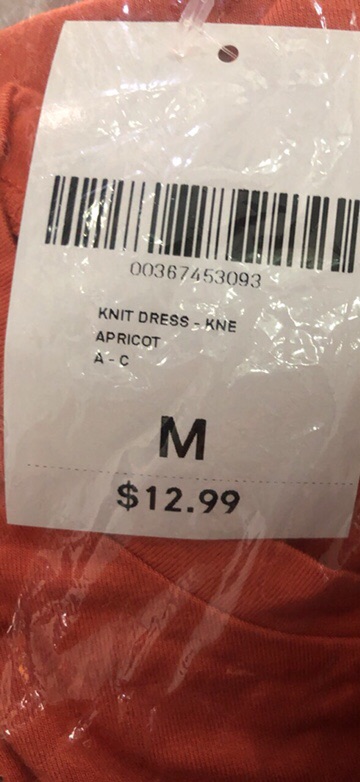 00367453093
KNIT DRESS - KNE
APRICOT
A - C
M
$12.99